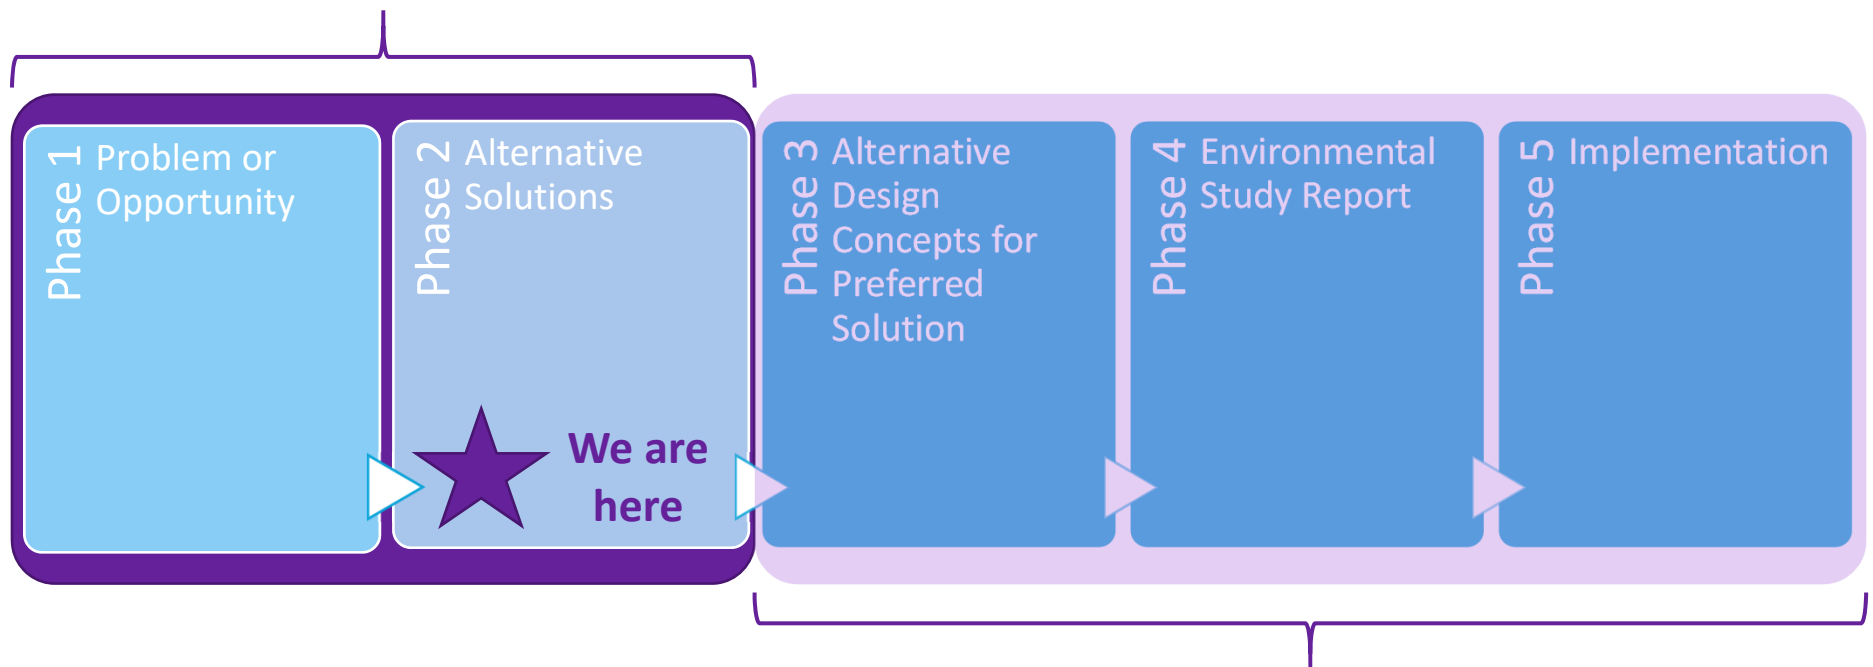 Phase 1
Problem or
Opportunity
Phase 2
Alternative
Solutions
We are
here
Phase 3
Alternative
Design
Concepts for
Preferred
Solution
Phase 4
Environmental
Study Report
Phase 5
Implementation